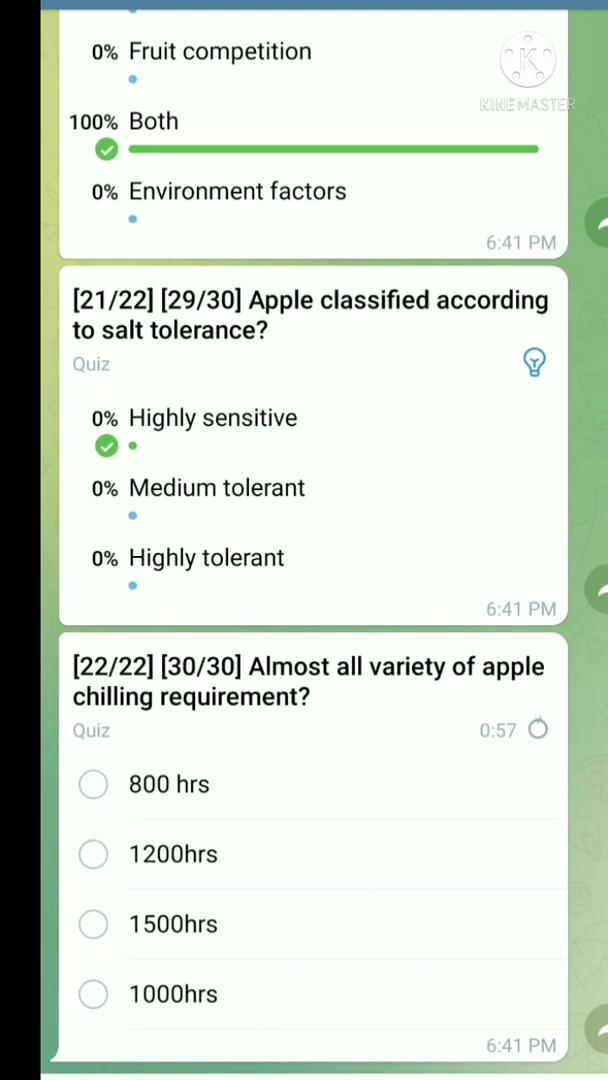 0% Fruit competition
KINEMASTER
100% Both
0% Environment factors
6:41 PM
[21/22] [29/30] Apple classified according
to salt tolerance?
Quiz
0% Highly sensitive
0% Medium tolerant
0% Highly tolerant
6:41 PM
[22/22] [30/30] Almost all variety of apple
chilling requirement?
Quiz
0:57
800 hrs
1200hrs
1500hrs
1000hrs
6:41 PM